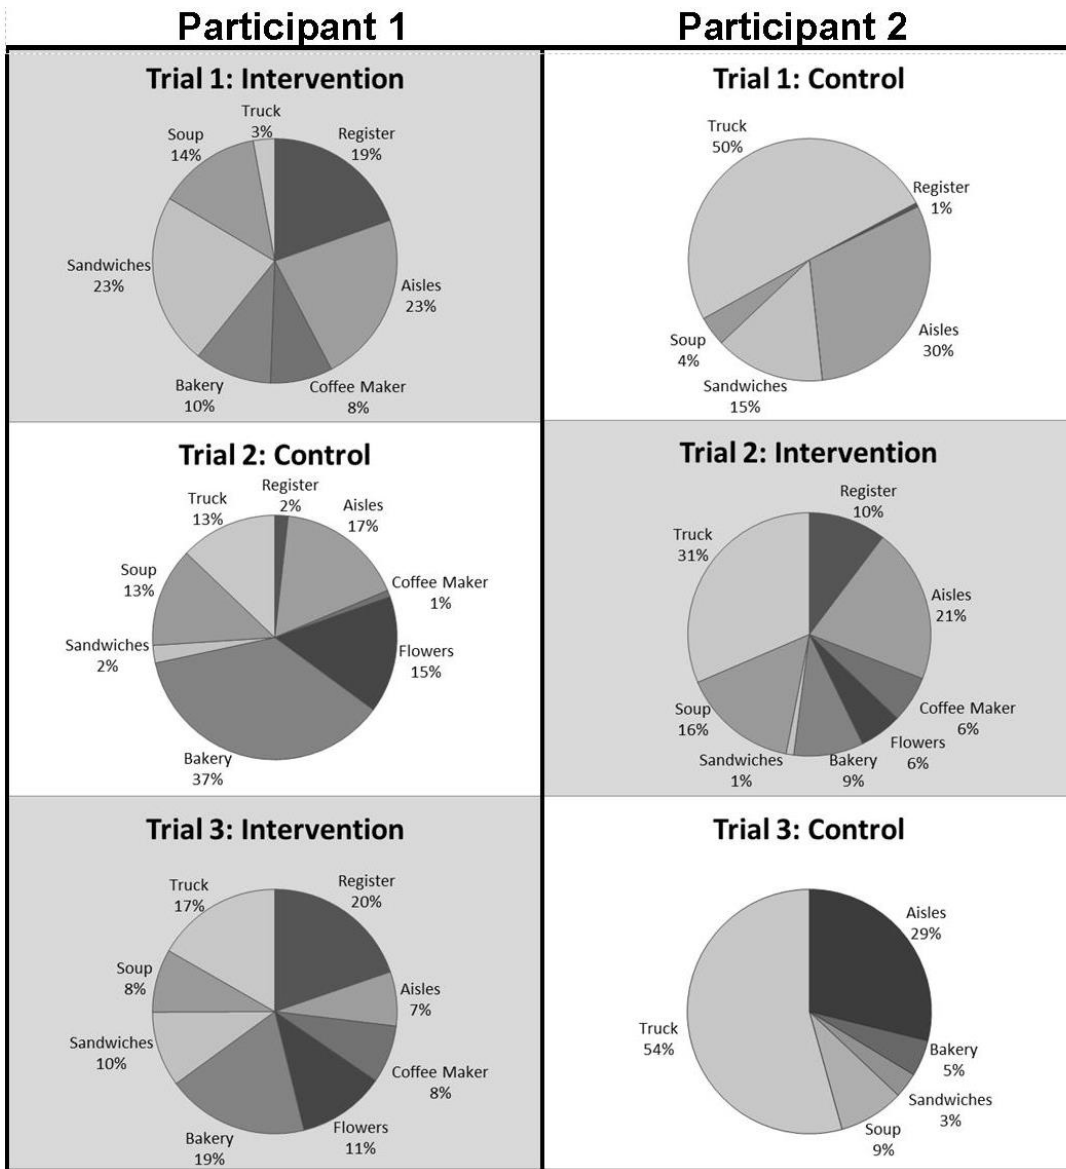 Participant 1
Participant 2
Trial 1: Intervention
Truck
3%
Register
19%
Soup
14%
Sandwiches
23%
Aisles
23%
Bakery
10%
Coffee Maker
8%
Trial 1: Control
Truck
50%
Register
1%
Aisles
30%
Soup
4%
Sandwiches
15%
Trial 2: Control
Register
2%
Truck
13%
Aisles
17%
Soup
13%
Coffee Maker
1%
Sandwiches
2%
Flowers
15%
Bakery
37%
Trial 2: Intervention
Register
10%
Truck
31%
Aisles
21%
Soup
16%
Coffee Maker
6%
Flowers
6%
Sandwiches
1%
Bakery
9%
Trial 3: Intervention
Truck
17%
Register
20%
Soup
8%
Aisles
7%
Sandwiches
10%
Coffee Maker
8%
Flowers
11%
Bakery
19%
Trial 3: Control
Aisles
29%
Truck
54%
Bakery
5%
Sandwiches
3%
Soup
9%